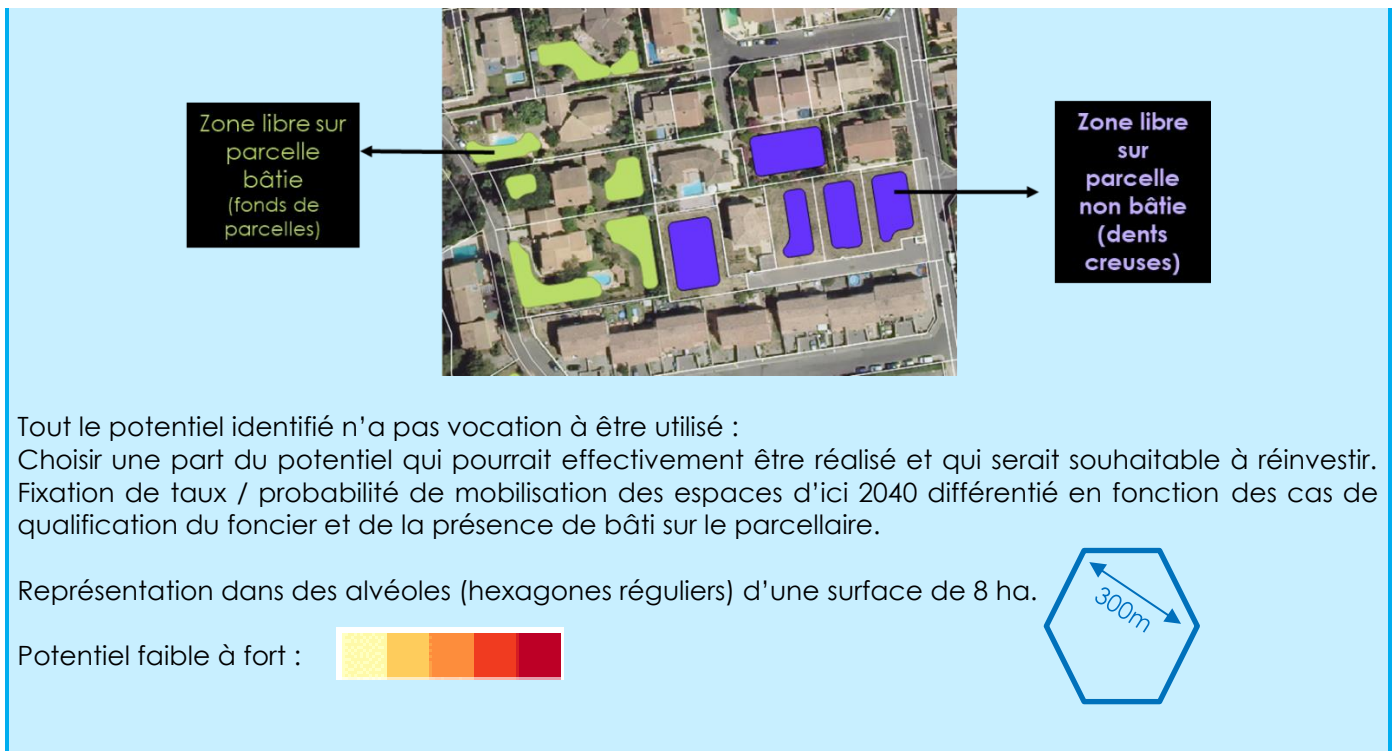 Zone libre sur
parcelle
bâtie
(fonds de
parcelles)
Zone libre
sur
parcelle
non bâtie
(dents
creuses)
Tout le potentiel identifié n’a pas vocation à être utilisé :
Choisir une part du potentiel qui pourrait effectivement être réalisé et qui serait souhaitable à réinvestir.
Fixation de taux / probabilité de mobilisation des espaces d’ici 2040 différentié en fonction des cas de
qualification du foncier et de la présence de bâti sur le parcellaire.
Représentation dans des alvéoles (hexagones réguliers) d’une surface de 8 ha.
300m
Potentiel faible à fort :